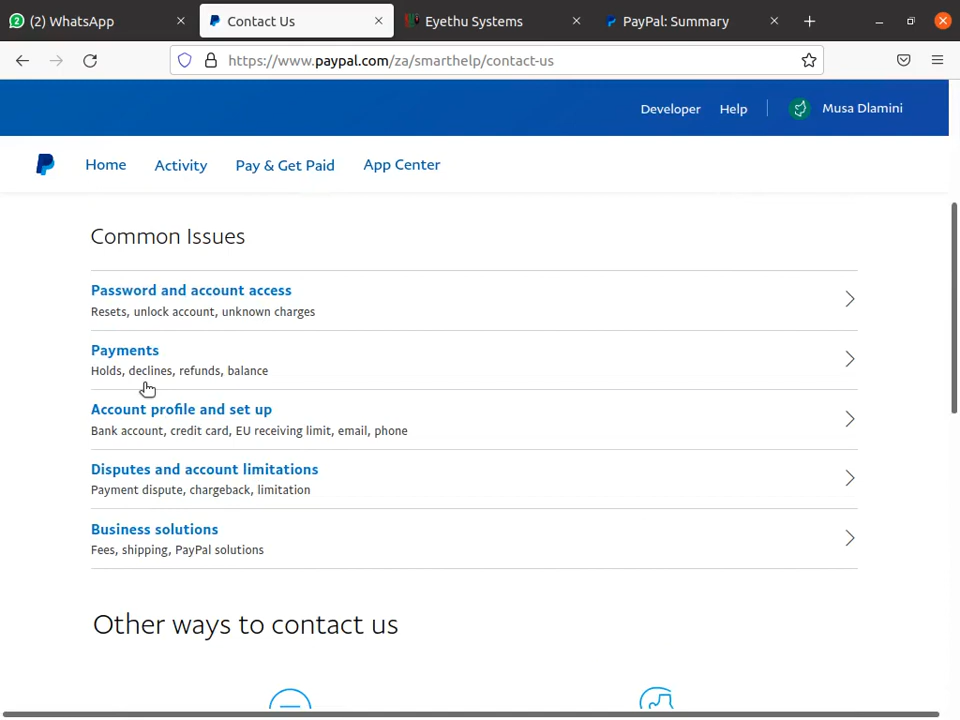 (2) WhatsApp
Contact Us
Eyethu Systems
PayPal: Summary
https://www.paypal.com/za/smarthelp/contact-us
Developer
Help
Musa Dlamini
Home
Activity
Pay & Get Paid
App Center
Common Issues
Password and account access
Resets, unlock account, unknown charges
Payments
Holds, declines, refunds, balance
Account profile and set up
Bank account, credit card, EU receiving limit, email, phone
Disputes and account limitations
Payment dispute, chargeback, limitation
Business solutions
Fees, shipping, PayPal solutions
Other ways to contact us